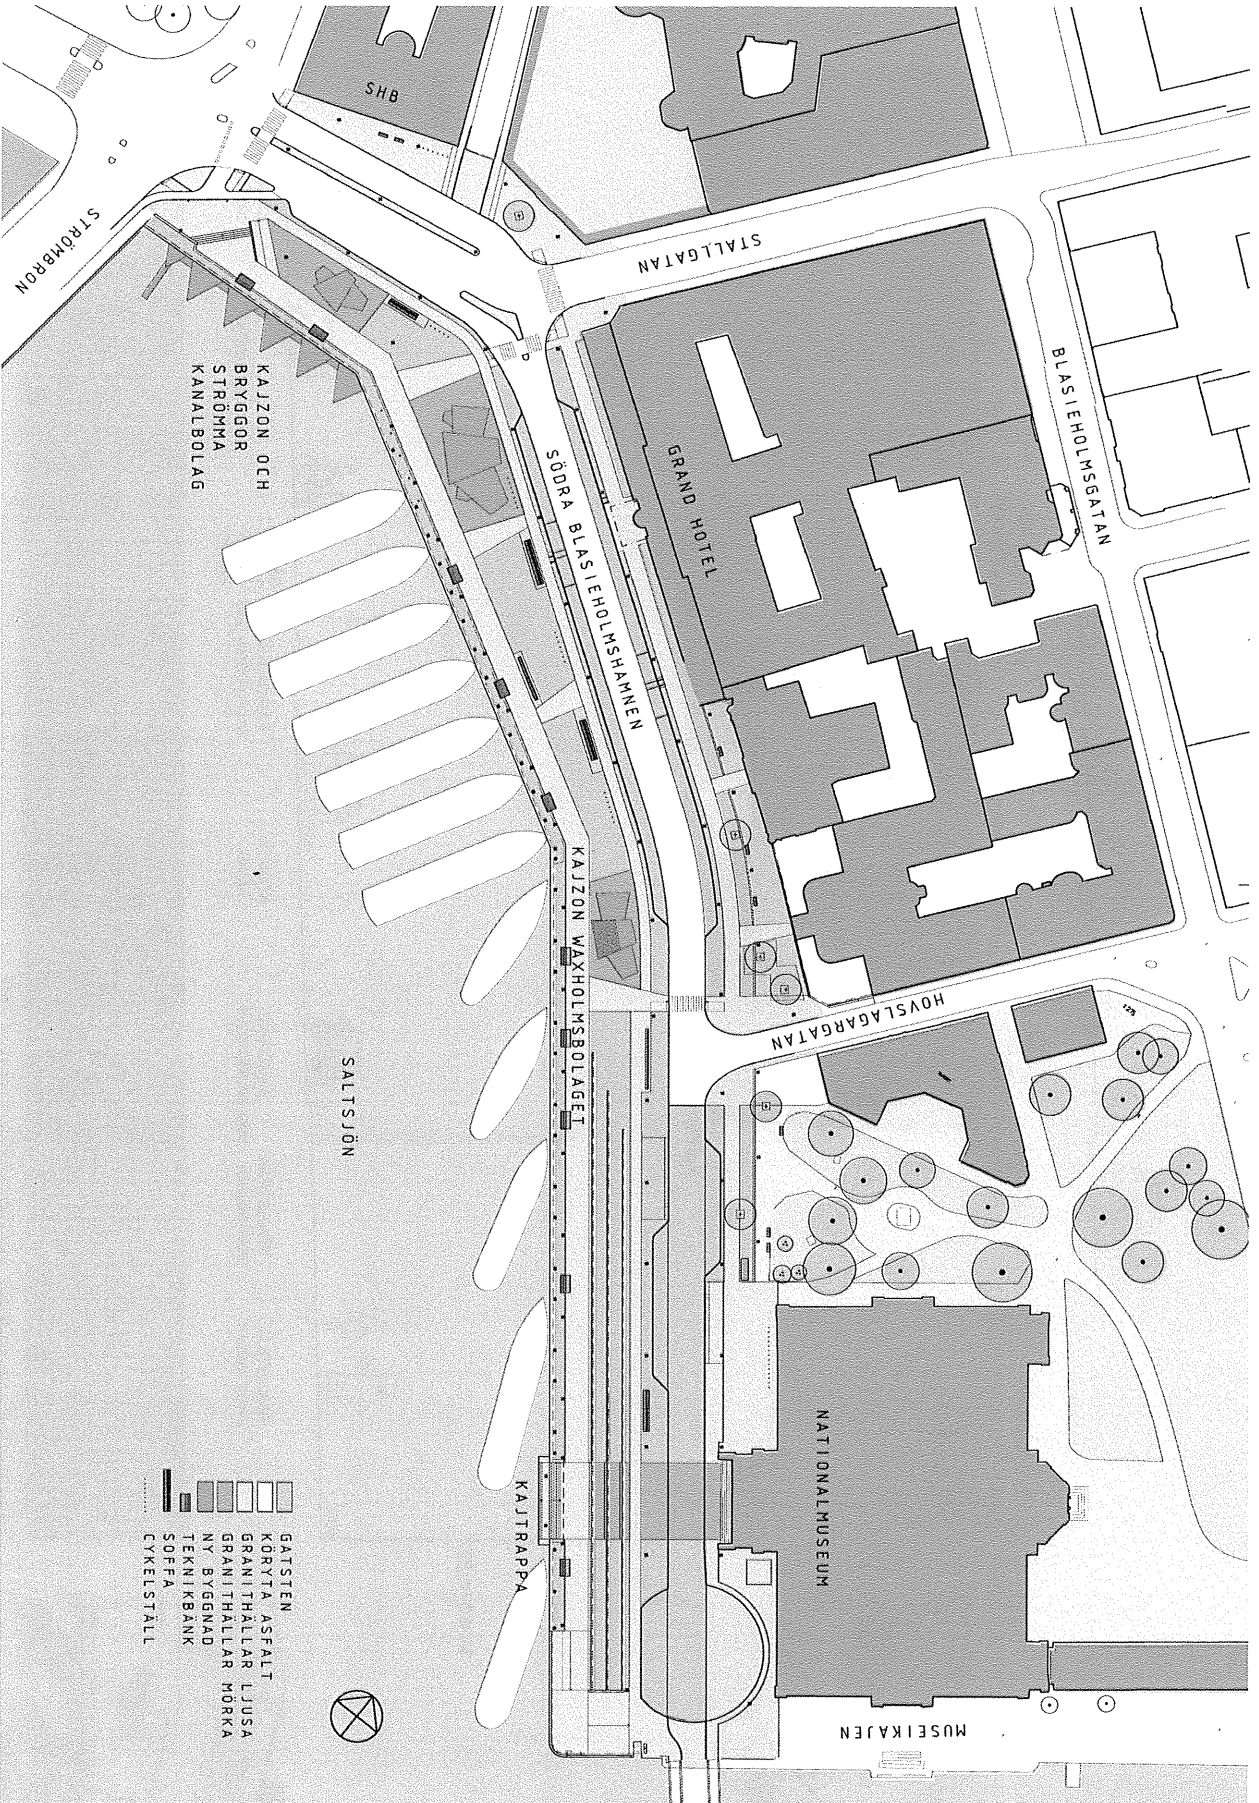 SHB
STRÖMBRON
STALLGATAN
BLASIEHOLMSGATAN
GRAND HOTEL
SÖDRA BLASIEHOLMSHAMNEN
KAJZON OCH
BRYGGOR
STRÖMMA
KANALBOLAG
KAJZON WAXHOLMSBOLAGET
HOVSLAGARGATAN
SALTSJÖN
NATIONALMUSEUM
KAJTRAPPA
MUSEIKAJEN
GATSTEN
KÖRYTA ASFALT
GRANITHÄLLAR LJUSA
GRANITHÄLLAR MÖRKA
NY BYGGNAD
TEKNIKBÄNK
SOFFA
CYKELSTÄLL